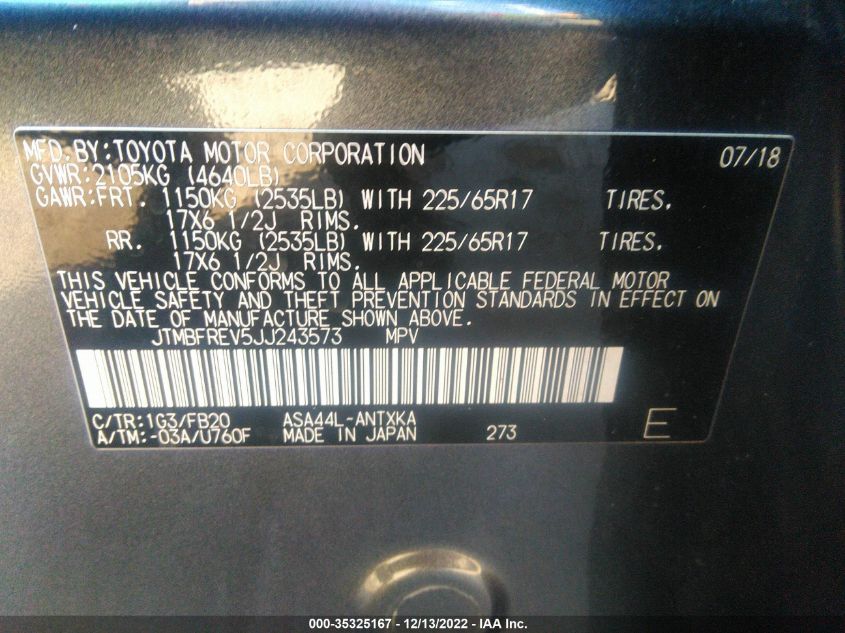 MFD.BY:TOYOTA MOTOR CORPORATION 07/18
GVWR:2105KG (4640LB)
GAWR:FRT. 1150KG (2535LB) WITH 225/65R17 TIRES.
17X6 1/2J RIMS.
RR. 1150KG (2535LB) WITH 225/65R17 TIRES.
17X6 1/2J RIMS.
THIS VEHICLE CONFORMS TO ALL APPLICABLE FEDERAL MOTOR
VEHICLE SAFETY AND THEFT PREVENTION STANDARDS IN EFFECT ON
THE DATE OF MANUFACTURE SHOWN ABOVE.
JTMBFREV5JJ243573 MPV
C/TR:1G3/FB20 ASA44L-ANTXKA
A/TM:-03A/U760F MADE IN JAPAN 273 E
000-35325167 - 12/13/2022 - IAA Inc.